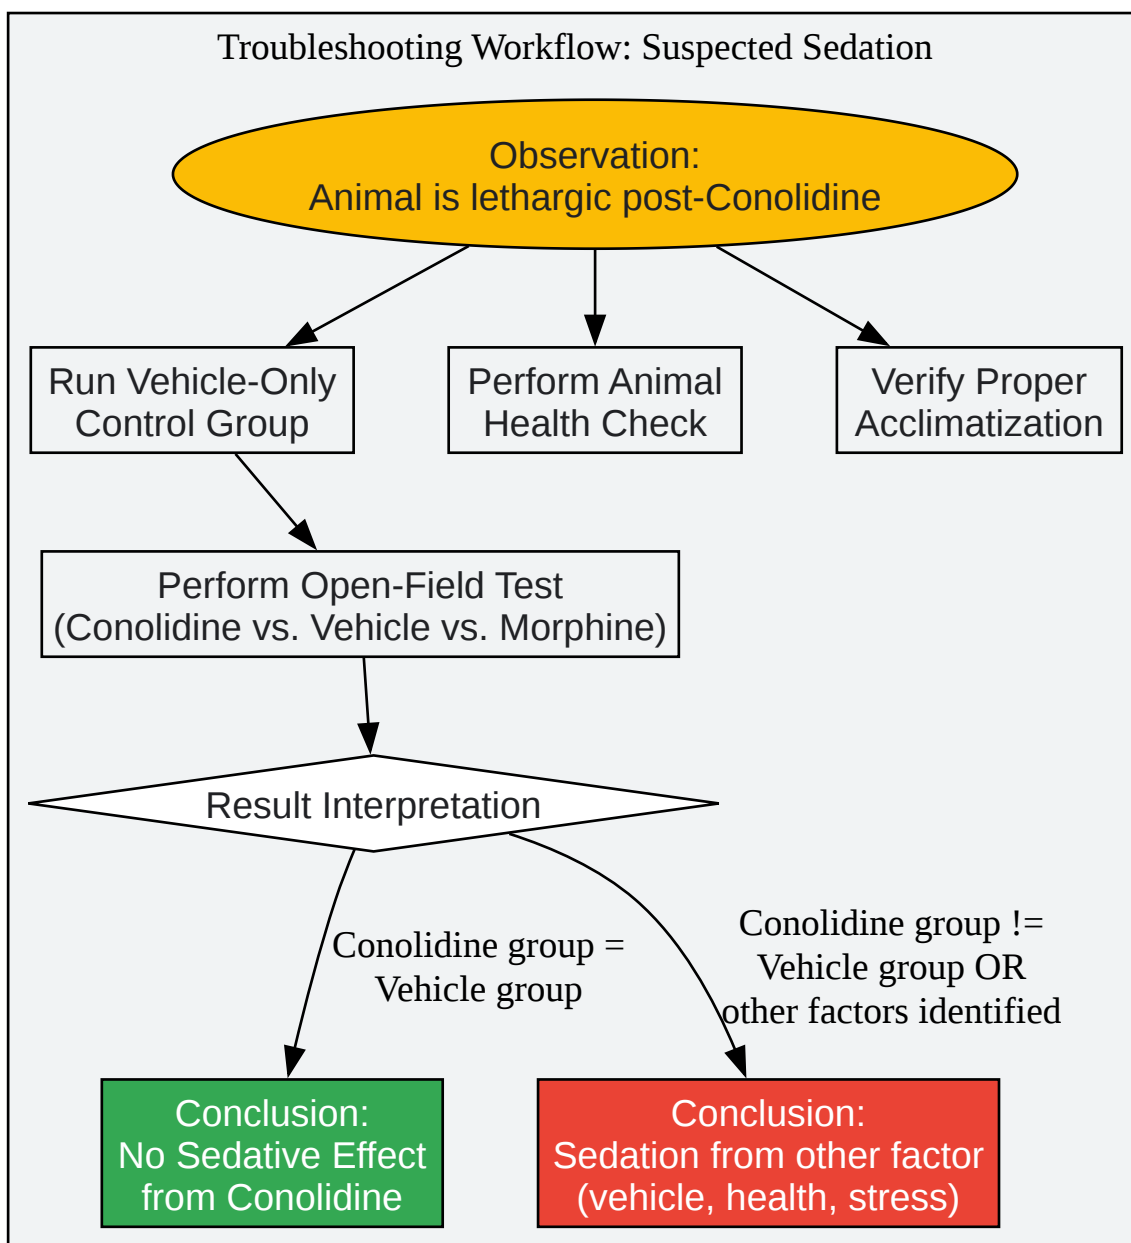 Troubleshooting Workflow: Suspected Sedation
Observation:
Animal is lethargic post-Conolidine
Run Vehicle-Only
Control Group
Perform Animal
Health Check
Verify Proper
Acclimatization
Perform Open-Field Test
(Conolidine vs. Vehicle vs. Morphine)
Result Interpretation
Conolidine group =
Vehicle group
Conolidine group !=
Vehicle group OR
other factors identified
Conclusion:
No Sedative Effect
from Conolidine
Conclusion:
Sedation from other factor
(vehicle, health, stress)